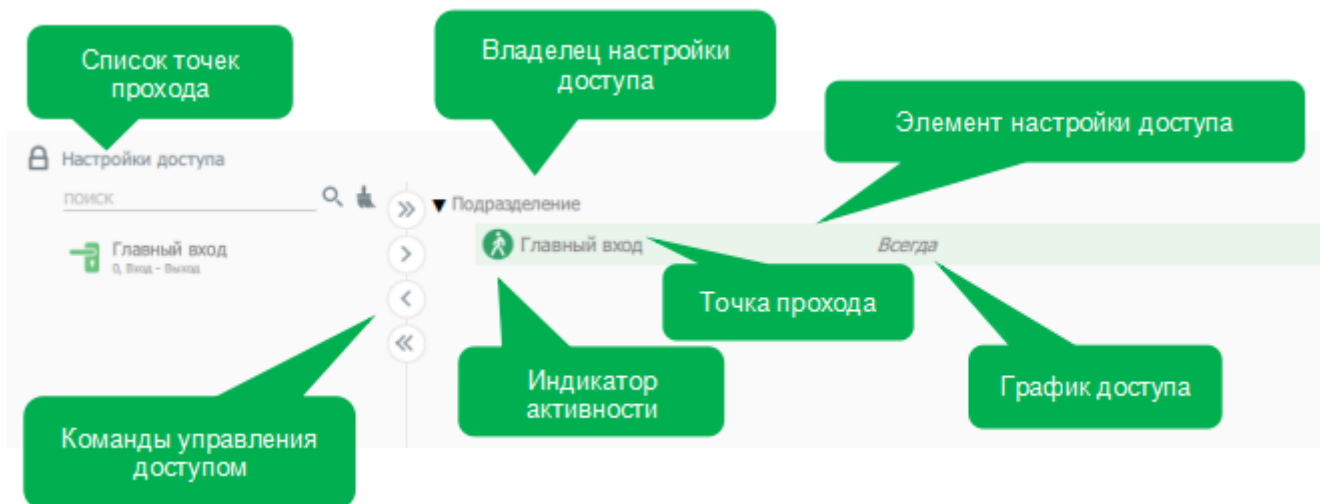 Список точек
прохода
Владелец настройки
доступа
Элемент настройки доступа
Настройки доступа
поиск
Подразделение
Главный вход
0, Вход - Выход
Главный вход
Всегда
Точка прохода
Индикатор
активности
График доступа
Команды управления
доступом